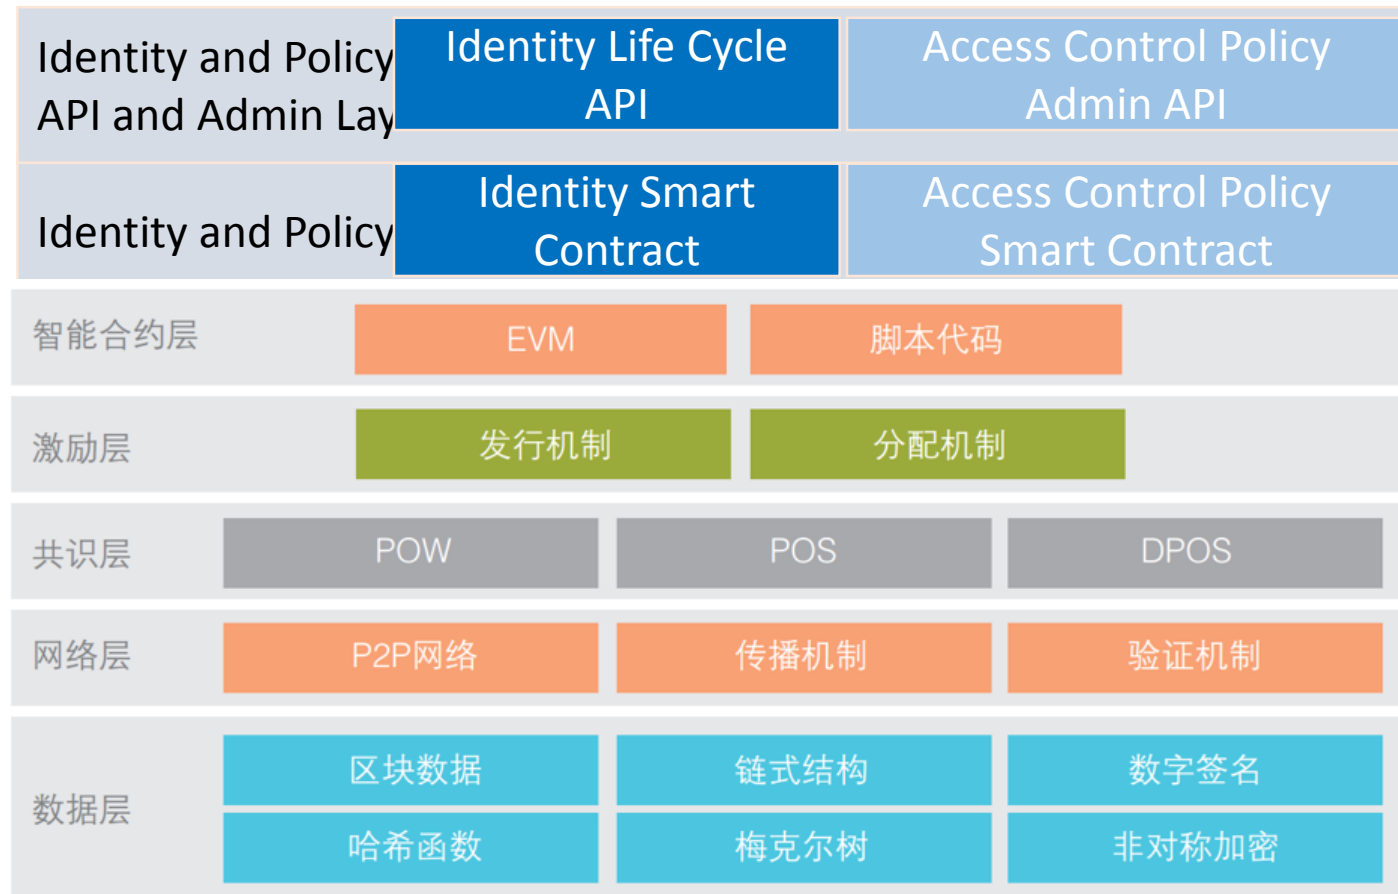 Identity and Policy
API and Admin Lay
Identity Life Cycle
API
Access Control Policy
Admin API
Identity and Policy
Identity Smart
Contract
Access Control Policy
Smart Contract
智能合约层
EVM
脚本代码
激励层
发行机制
分配机制
共识层
POW
POS
DPOS
网络层
P2P网络
传播机制
验证机制
数据层
区块数据
链式结构
数字签名
哈希函数
梅克尔树
非对称加密